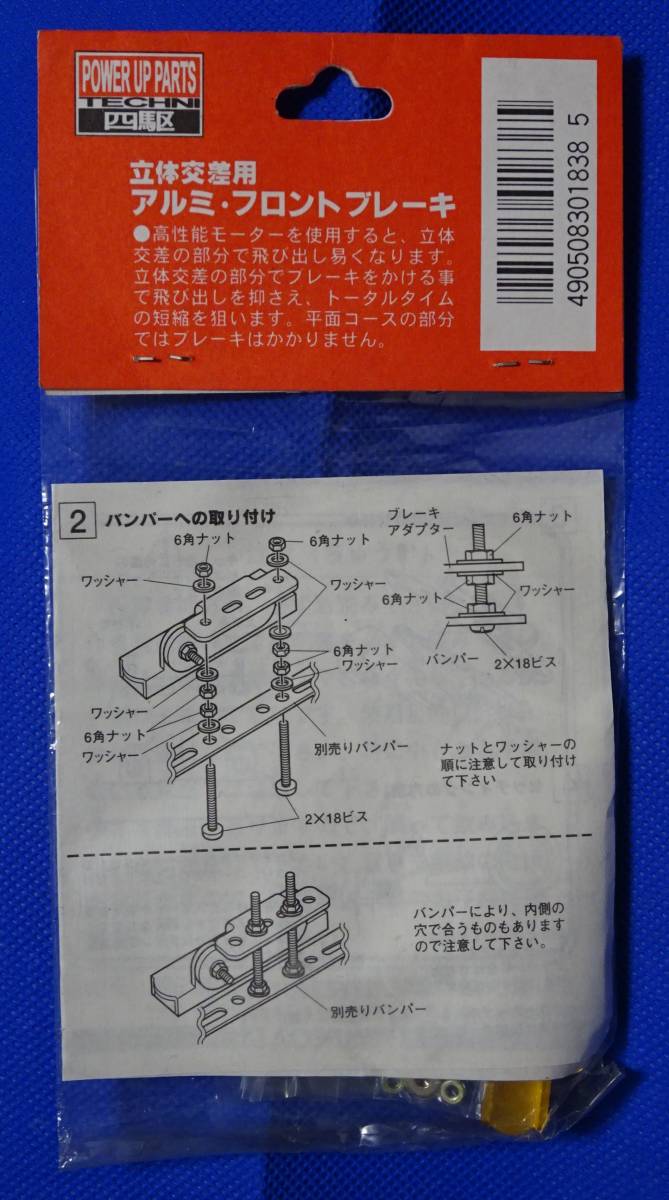 POWER UP PARTS
TECHNI
四駆
立体交差用
アルミ・フロントブレーキ
●高性能モーターを使用すると、立体
交差の部分で飛び出し易くなります。
立体交差の部分でブレーキをかける事
で飛び出しを抑さえ、トータルタイム
の短縮を狙います。平面コースの部分
ではブレーキはかかりません。
4905083018385
2 バンパーへの取り付け
6角ナット
6角ナット
ワッシャー
ワッシャー
6角ナット
ワッシャー
ワッシャー
6角ナット
ワッシャー
別売りバンパー
2×18ビス
ブレーキ
アダプター
6角ナット
ワッシャー
6角ナット
バンパー
2×18ビス
ナットとワッシャーの
順に注意して取り付け
て下さい
バンパーにより、内側の
穴で合うものもあります
ので注意して下さい。
別売りバンパー